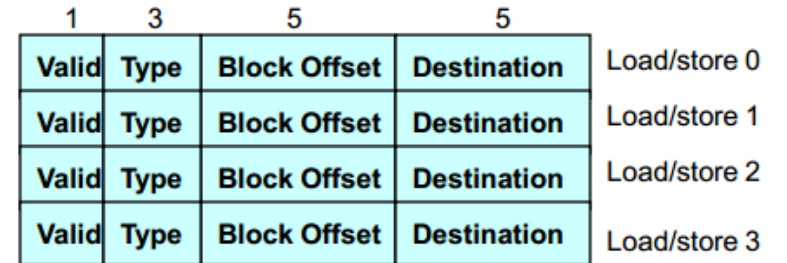 1 3 5 5
Valid Type Block Offset Destination Load/store 0
Valid Type Block Offset Destination Load/store 1
Valid Type Block Offset Destination Load/store 2
Valid Type Block Offset Destination Load/store 3